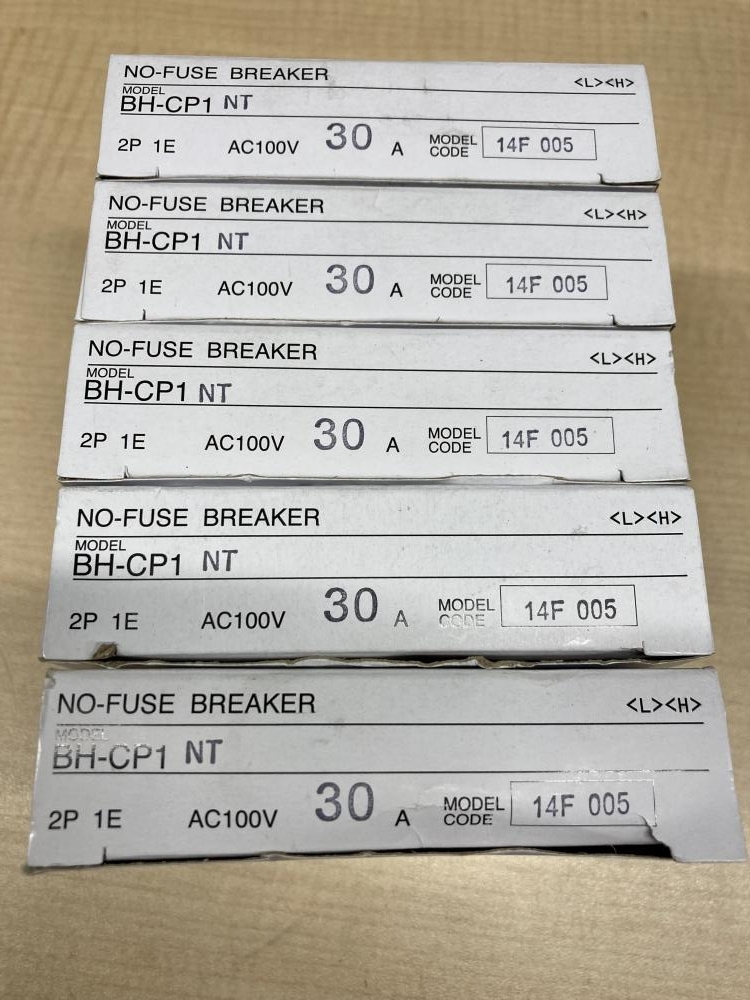 NO-FUSE BREAKER <L><H>
MODEL
BH-CP1 NT
2P 1E AC100V 30 A MODEL CODE 14F 005
NO-FUSE BREAKER <L><H>
MODEL
BH-CP1 NT
2P 1E AC100V 30 A MODEL CODE 14F 005
NO-FUSE BREAKER <L><H>
MODEL
BH-CP1 NT
2P 1E AC100V 30 A MODEL CODE 14F 005
NO-FUSE BREAKER <L><H>
MODEL
BH-CP1 NT
2P 1E AC100V 30 A MODEL CODE 14F 005
NO-FUSE BREAKER <L><H>
MODEL
BH-CP1 NT
2P 1E AC100V 30 A MODEL CODE 14F 005